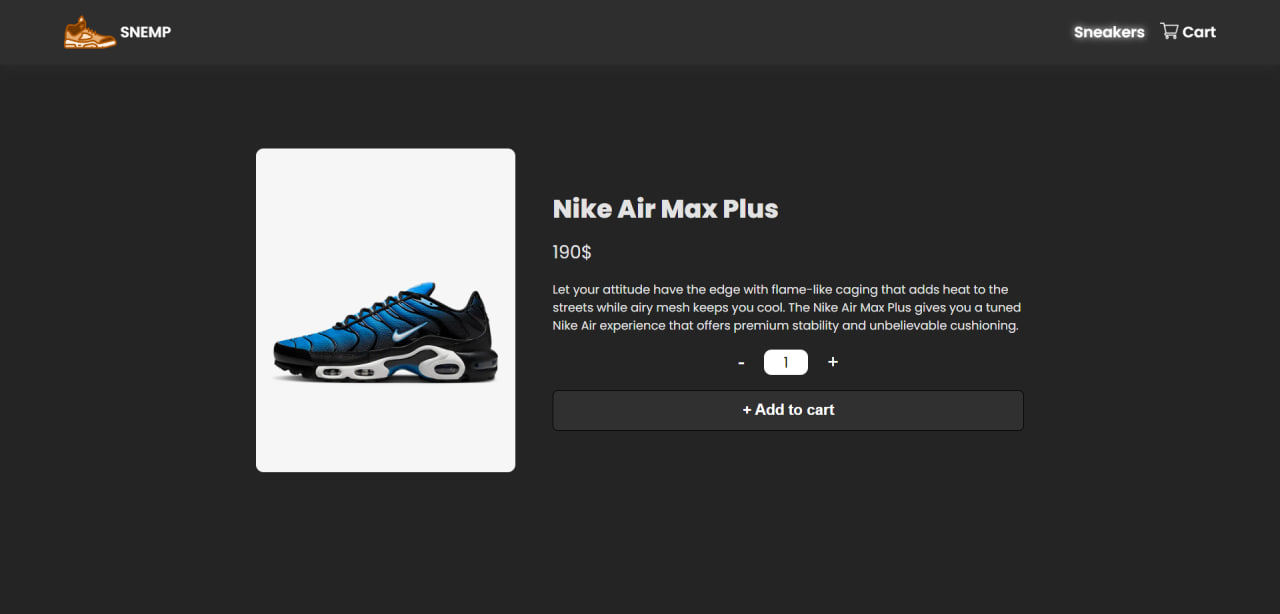 SNEMP
Sneakers
Cart
Nike Air Max Plus
190$
Let your attitude have the edge with flame-like caging that adds heat to the
streets while airy mesh keeps you cool. The Nike Air Max Plus gives you a tuned
Nike Air experience that offers premium stability and unbelievable cushioning.
- 1 +
+ Add to cart